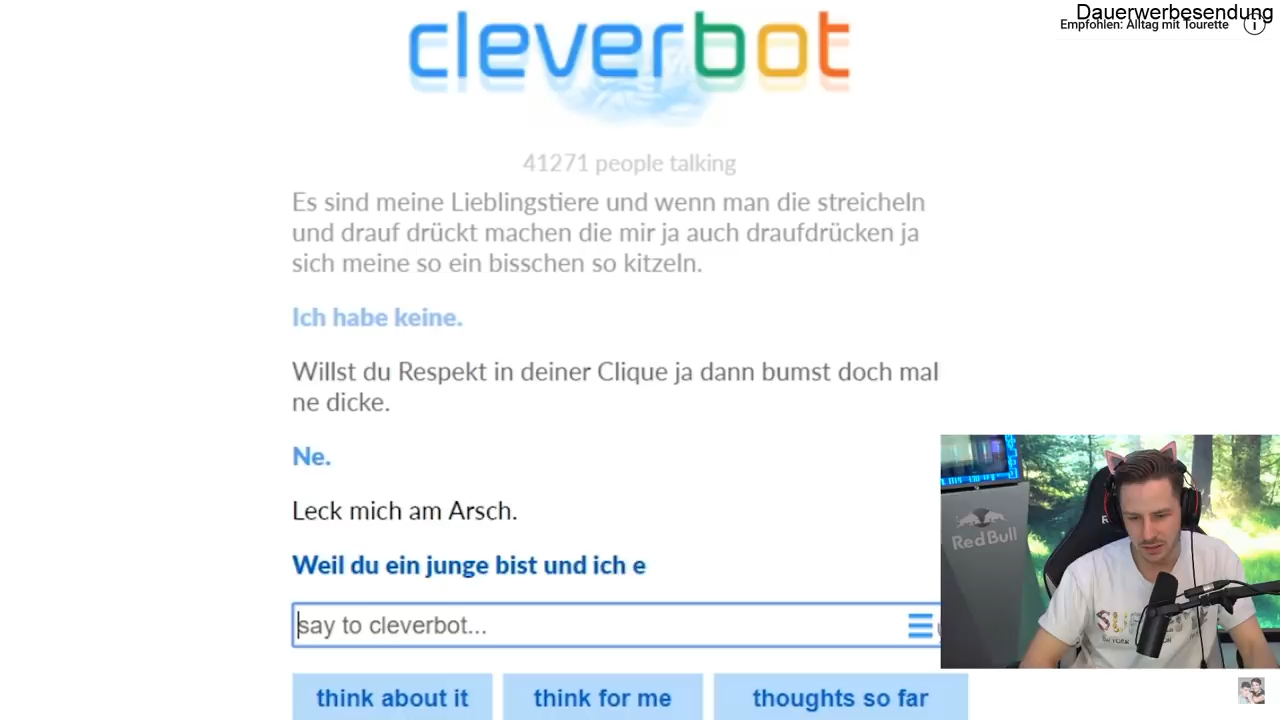 Dauerwerbesendung
Empfohlen: Alltag mit Tourette
cleverbot
41271 people talking
Es sind meine Lieblingstiere und wenn man die streicheln
und drauf drückt machen die mir ja auch draufdrücken ja
sich meine so ein bisschen so kitzeln.
Ich habe keine.
Willst du Respekt in deiner Clique ja dann bumst doch mal
ne dicke.
Ne.
Leck mich am Arsch.
Weil du ein junge bist und ich e
say to cleverbot...
think about it
think for me
thoughts so far
RedBull